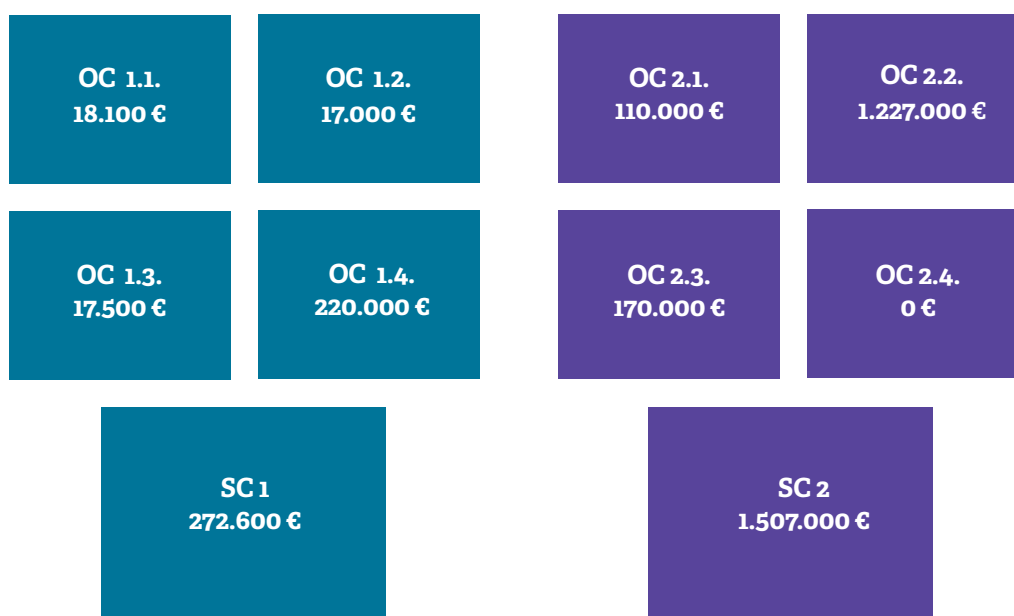 OC 1.1.
18.100 €
OC 1.2.
17.000 €
OC 2.1.
110.000 €
OC 2.2.
1.227.000 €
OC 1.3.
17.500 €
OC 1.4.
220.000 €
OC 2.3.
170.000 €
OC 2.4.
0 €
SC 1
272.600 €
SC 2
1.507.000 €